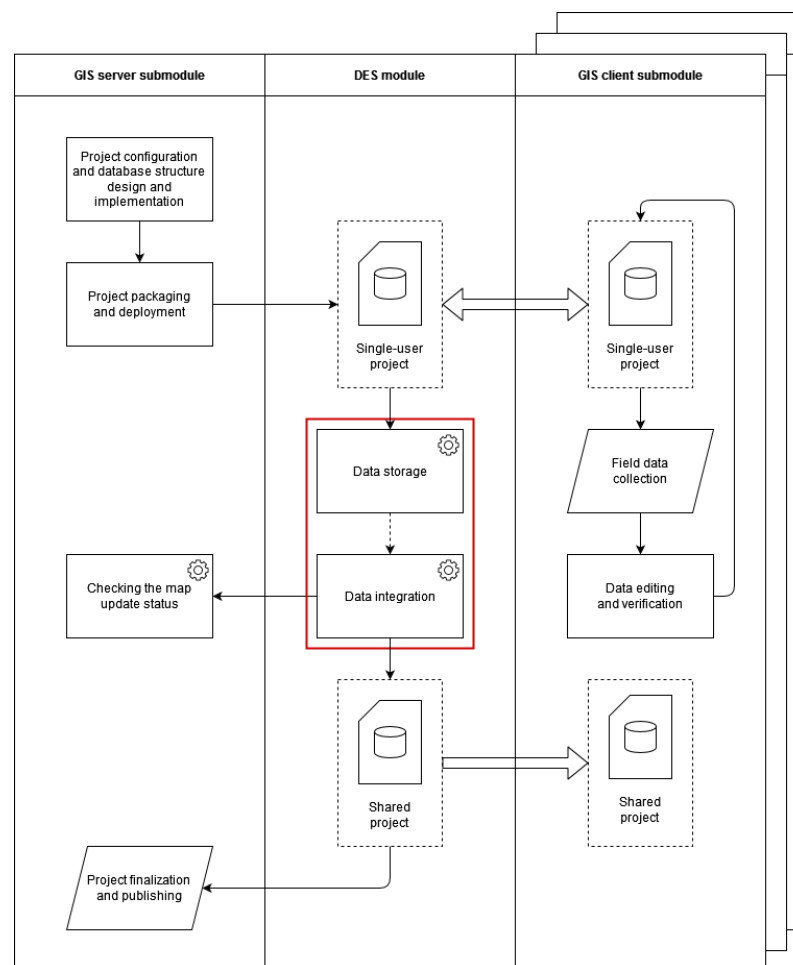 GIS server submodule
DES module
GIS client submodule
Project configuration
and database structure
design and
implementation
Project packaging
and deployment
Single-user
project
Single-user
project
Data storage
Field data
collection
Checking the map
update status
Data integration
Data editing
and verification
Shared
project
Shared
project
Project finalization
and publishing